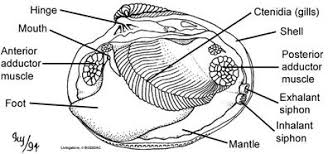 Hinge
Mouth
Anterior
adductor
muscle
Foot
Ctenidia (gills)
Shell
Posterior
adductor
muscle
Exhalant
siphon
Inhalant
siphon
Mantle